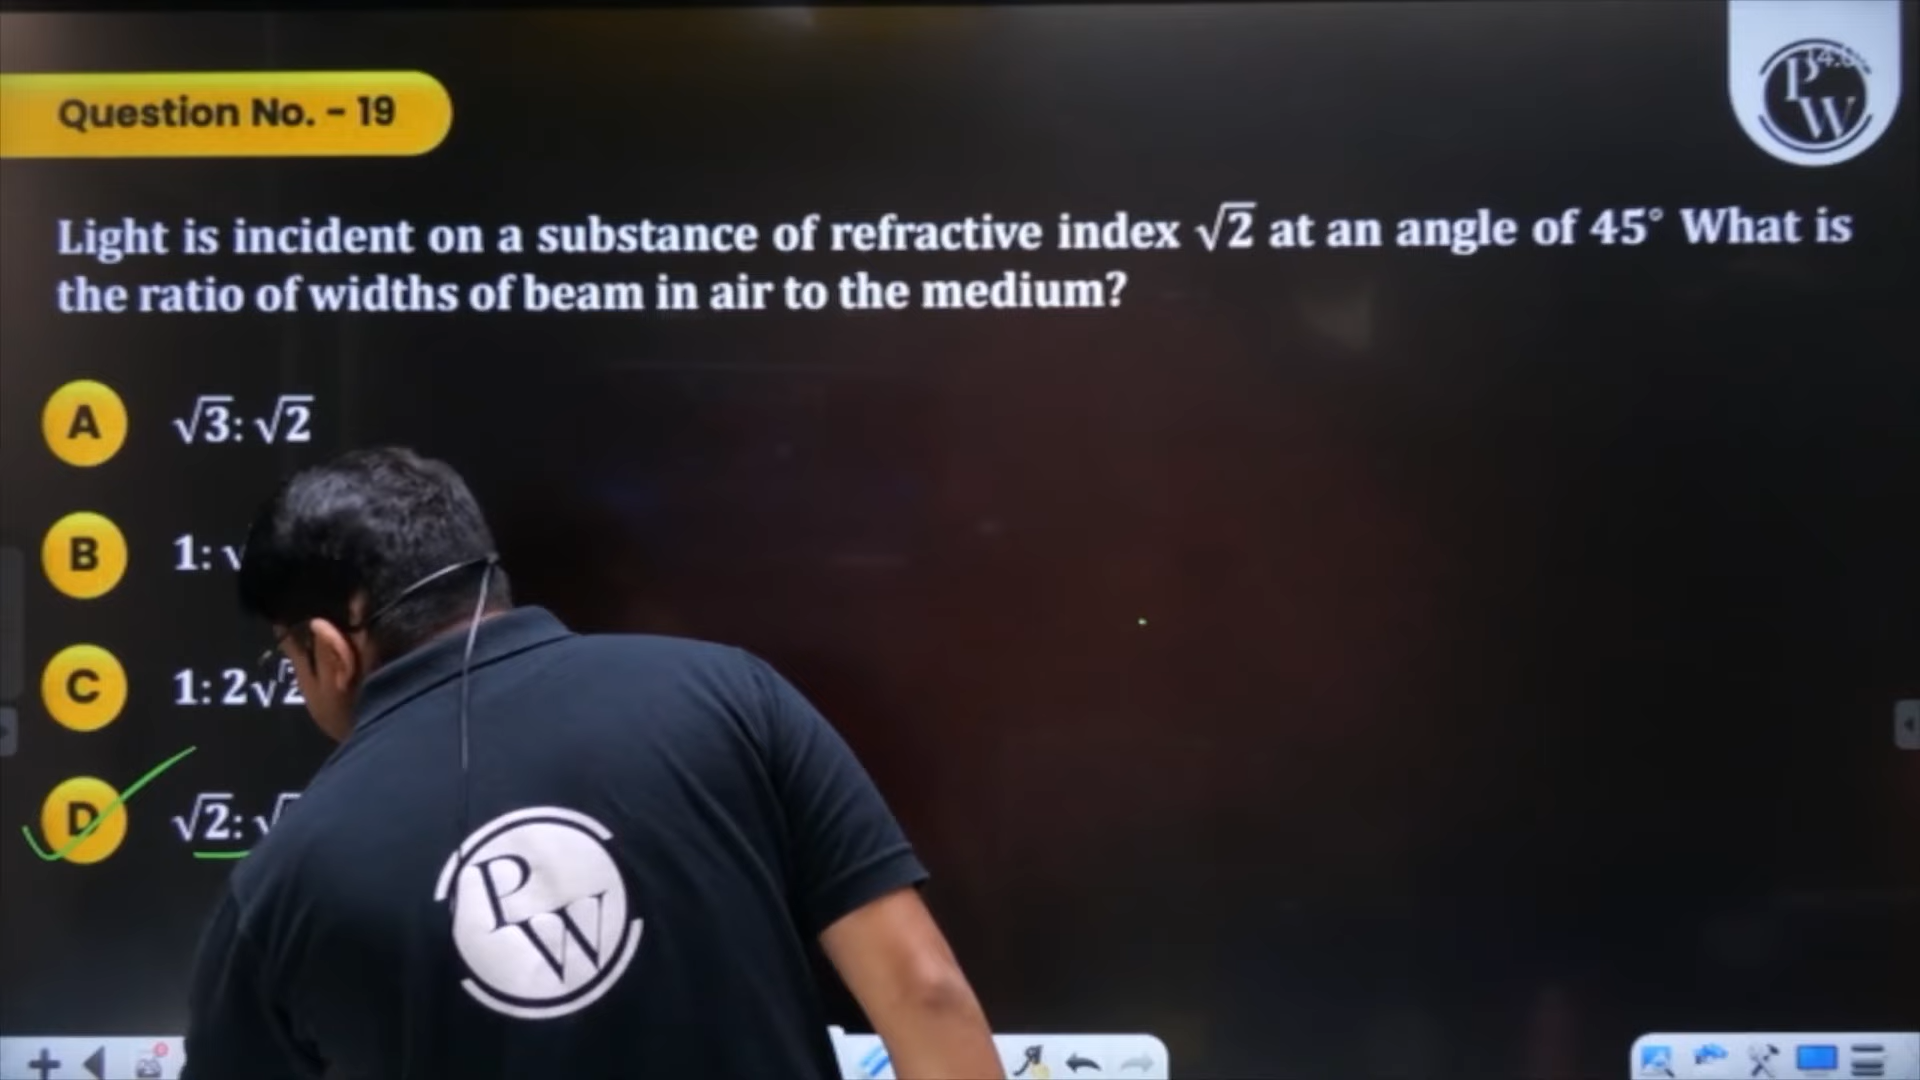 Question No. - 19
P
W
Light is incident on a substance of refractive index √2 at an angle of 45° What is
the ratio of widths of beam in air to the medium?
A √3: √2
B 1: √
C 1: 2√2
D √2: √
P
W